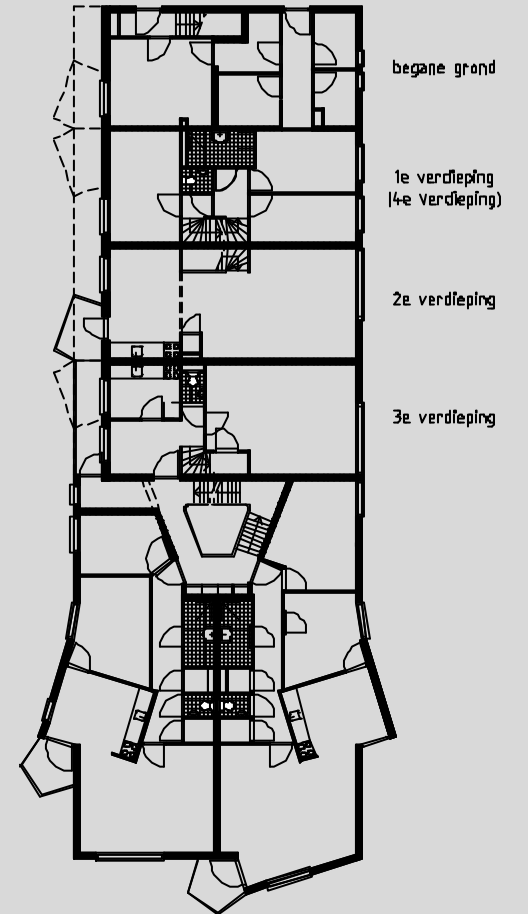 begane grond
1e verdieping
(4e verdieping)
2e verdieping
3e verdieping